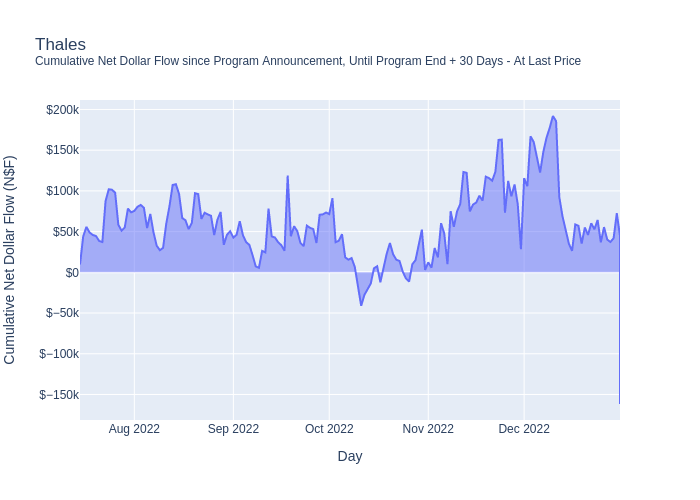 Thales
Cumulative Net Dollar Flow since Program Announcement, Until Program End + 30 Days - At Last Price
Cumulative Net Dollar Flow (N$F)
$200k
$150k
$100k
$50k
$0
$−50k
$−100k
$−150k
Aug 2022
Sep 2022
Oct 2022
Nov 2022
Dec 2022
Day